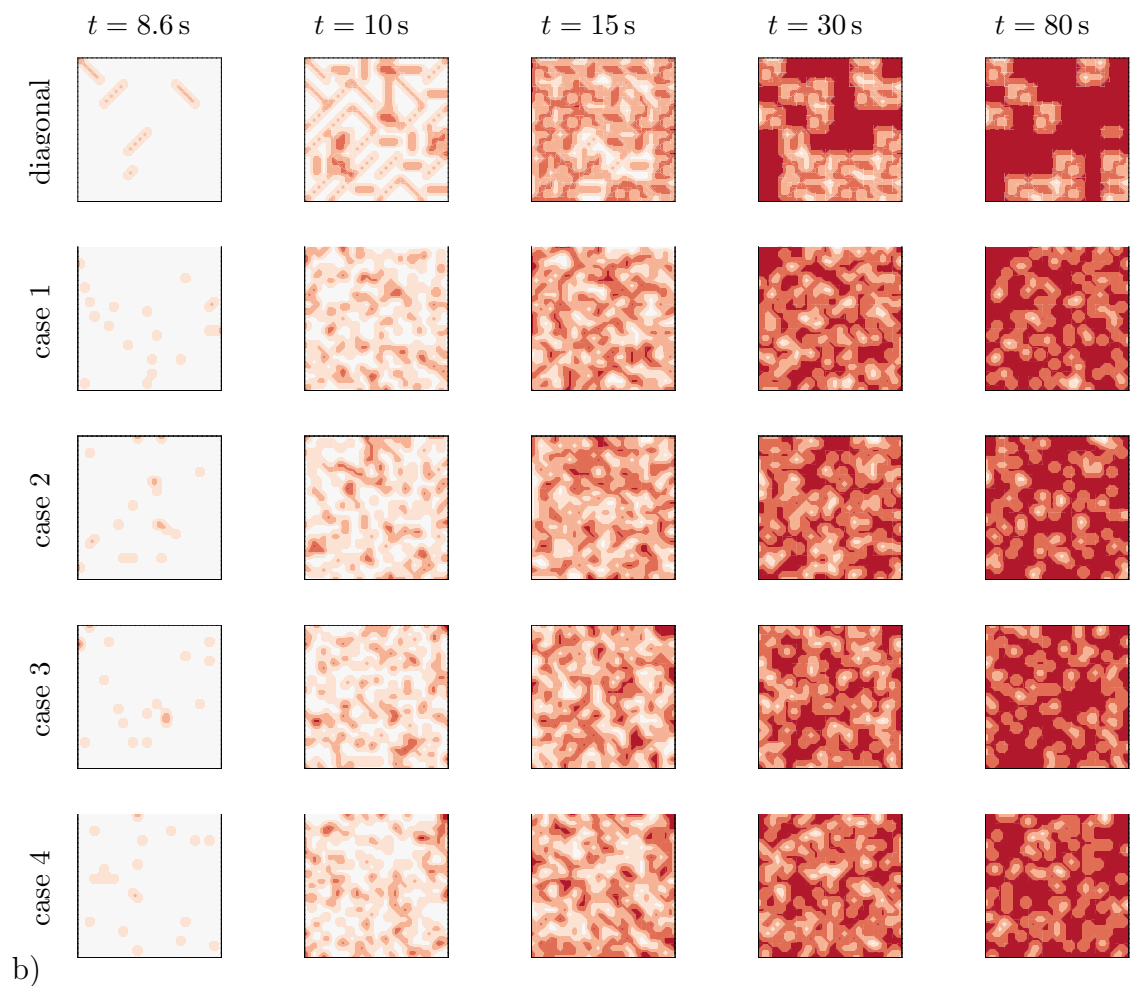 t = 8.6 s t = 10 s t = 15 s t = 30 s t = 80 s
diagonal
case 1
case 2
case 3
case 4
b)